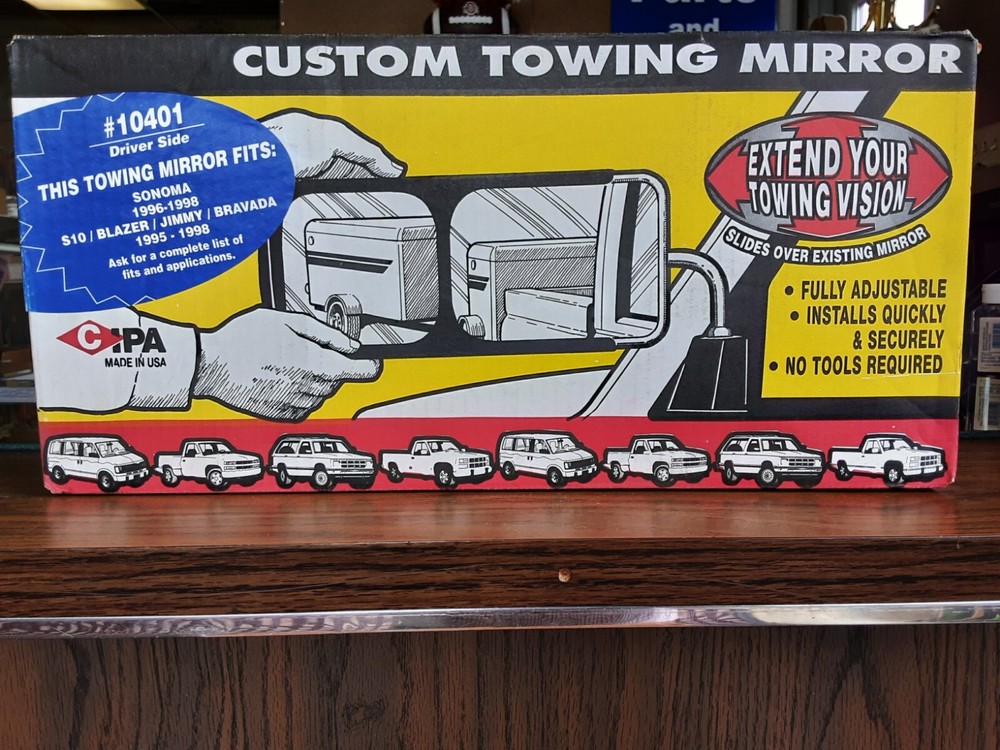 and
CUSTOM TOWING MIRROR
#10401
Driver Side
THIS TOWING MIRROR FITS:
SONOMA
1996-1998
S10 / BLAZER / JIMMY / BRAVADA
1995 - 1998
Ask for a complete list of
fits and applications.
CIPA
MADE IN USA
EXTEND YOUR
TOWING VISION
SLIDES OVER EXISTING MIRROR
• FULLY ADJUSTABLE
• INSTALLS QUICKLY
& SECURELY
• NO TOOLS REQUIRED